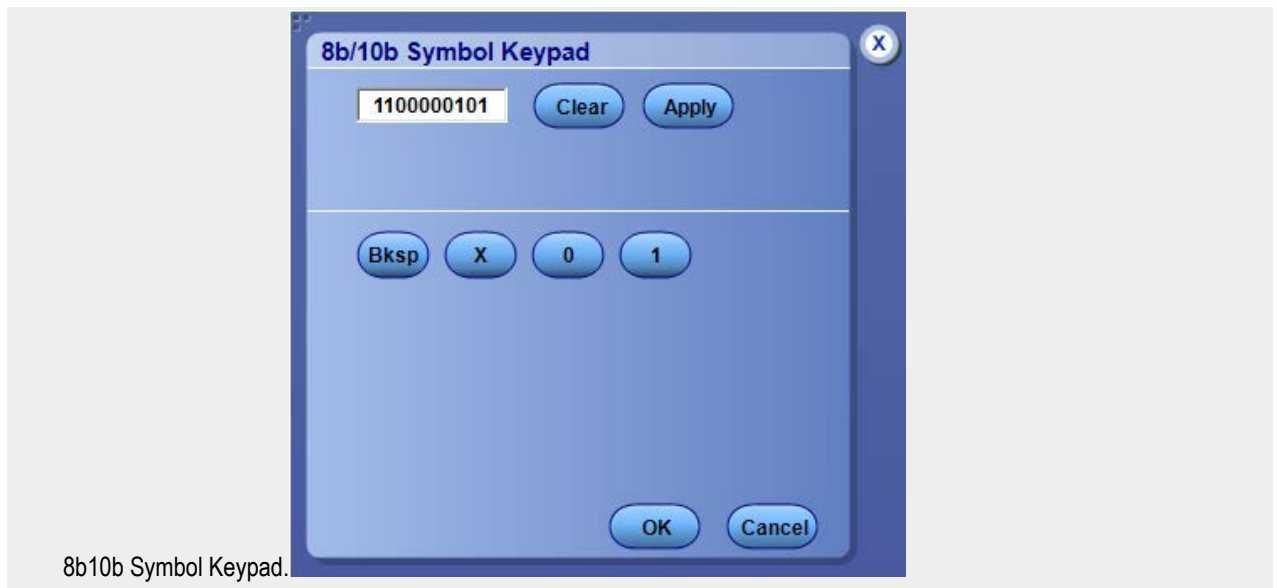 8b/10b Symbol Keypad X
1100000101 Clear Apply
Bksp X 0 1
OK Cancel
8b10b Symbol Keypad.